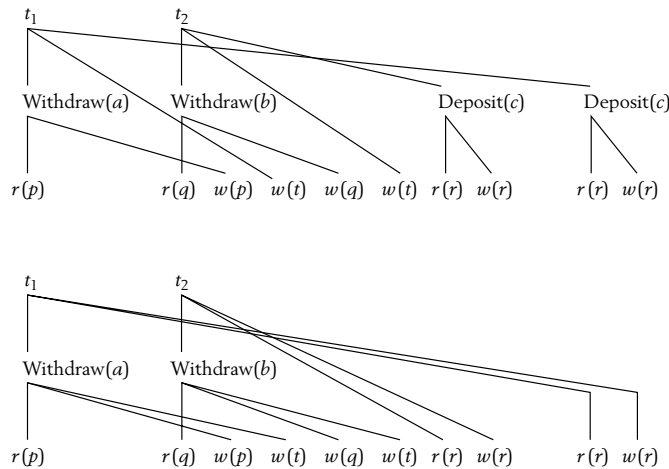 t1 t2
Withdraw(a) Withdraw(b) Deposit(c) Deposit(c)
r(p) r(q) w(p) w(t) w(q) w(t) r(r) w(r) r(r) w(r)
t1 t2
Withdraw(a) Withdraw(b)
r(p) r(q) w(p) w(t) w(q) w(t) r(r) w(r) r(r) w(r)